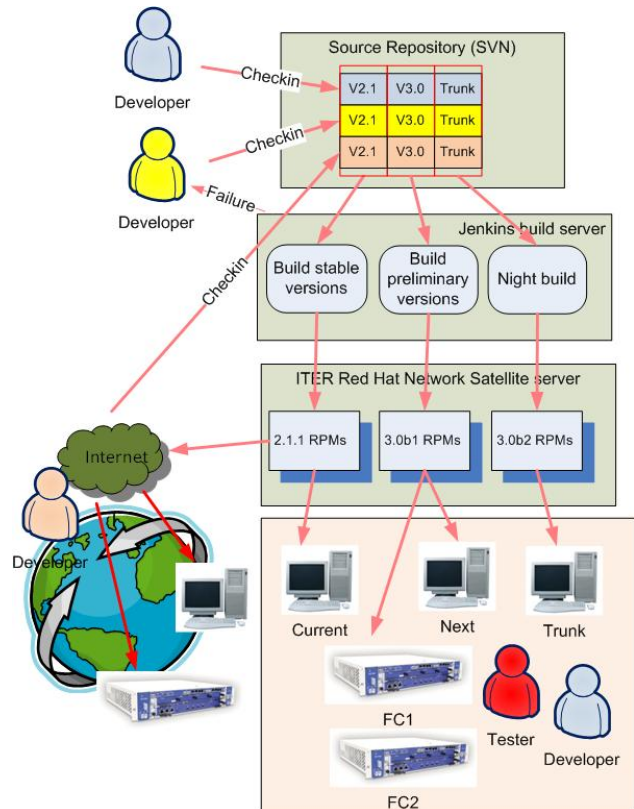 Source Repository (SVN)
Developer
Checkin
V2.1 V3.0 Trunk
V2.1 V3.0 Trunk
V2.1 V3.0 Trunk
Checkin
Developer
Failure
Checkin
Jenkins build server
Build stable
versions
Build
preliminary
versions
Night build
ITER Red Hat Network Satellite server
2.1.1 RPMs
3.0b1 RPMs
3.0b2 RPMs
Internet
Developer
Current
Next
Trunk
FC1
Tester
Developer
FC2